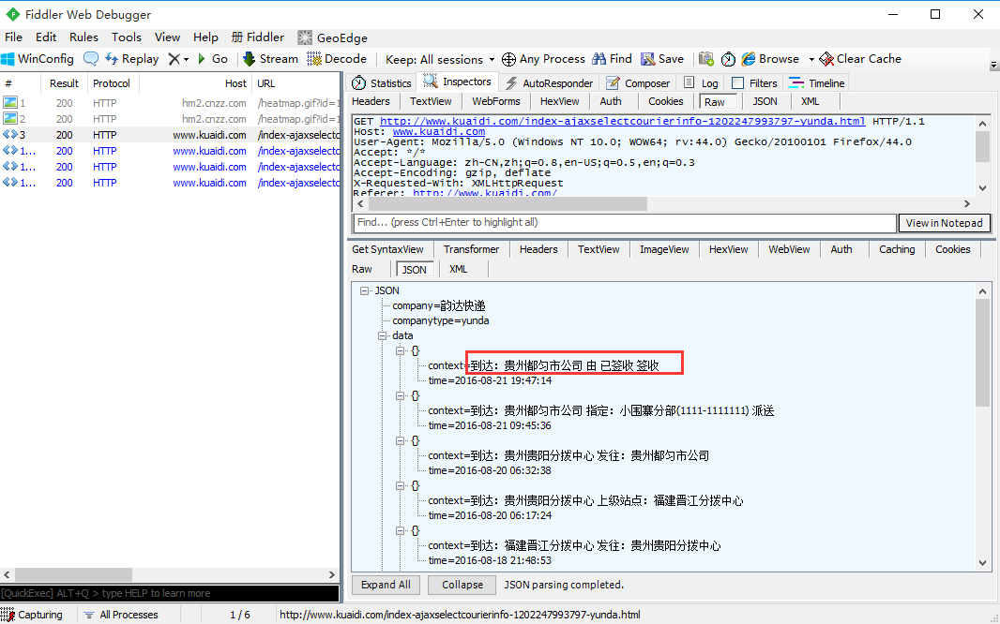 Fiddler Web Debugger
File Edit Rules Tools View Help 册 Fiddler GeoEdge
WinConfig Replay Go Stream Decode Keep: All sessions Any Process Find Save Browse Clear Cache
# Result Protocol Host URL
1 200 HTTP hm2.cnzz.com /heatmap.gif?id=1
2 200 HTTP hm2.cnzz.com /heatmap.gif?id=1
3 200 HTTP www.kuaidi.com /index-ajaxselectc
1... 200 HTTP www.kuaidi.com /index-ajaxselectc
1... 200 HTTP www.kuaidi.com /index-ajaxselectc
1... 200 HTTP www.kuaidi.com /index-ajaxselectc
Statistics Inspectors AutoResponder Composer Log Filters Timeline
Headers TextView WebForms HexView Auth Cookies Raw JSON XML
GET http://www.kuaidi.com/index-ajaxselectcourierinfo-1202247993797-yunda.html HTTP/1.1
Host: www.kuaidi.com
User-Agent: Mozilla/5.0 (Windows NT 10.0; WOW64; rv:44.0) Gecko/20100101 Firefox/44.0
Accept: */*
Accept-Language: zh-CN,zh;q=0.8,en-US;q=0.5,en;q=0.3
Accept-Encoding: gzip, deflate
X-Requested-With: XMLHttpRequest
Referer: http://www.kuaidi.com/
Find... (press Ctrl+Enter to highlight all) View in Notepad
Get SyntaxView Transformer Headers TextView ImageView HexView WebView Auth Caching Cookies
Raw JSON XML
JSON
company=韵达快递
companytype=yunda
data
{}
context=到达：贵州都匀市公司 由 已签收 签收
time=2016-08-21 19:47:14
{}
context=到达：贵州都匀市公司 指定：小围寨分部(1111-1111111) 派送
time=2016-08-21 09:45:36
{}
context=到达：贵州贵阳分拨中心 发往：贵州都匀市公司
time=2016-08-20 06:32:38
{}
context=到达：贵州贵阳分拨中心 上级站点：福建晋江分拨中心
time=2016-08-20 06:17:24
{}
context=到达：福建晋江分拨中心 发往：贵州贵阳分拨中心
time=2016-08-18 21:48:53
Expand All Collapse JSON parsing completed.
[QuickExec] ALT+Q > type HELP to learn more
Capturing All Processes 1 / 6 http://www.kuaidi.com/index-ajaxselectcourierinfo-1202247993797-yunda.html